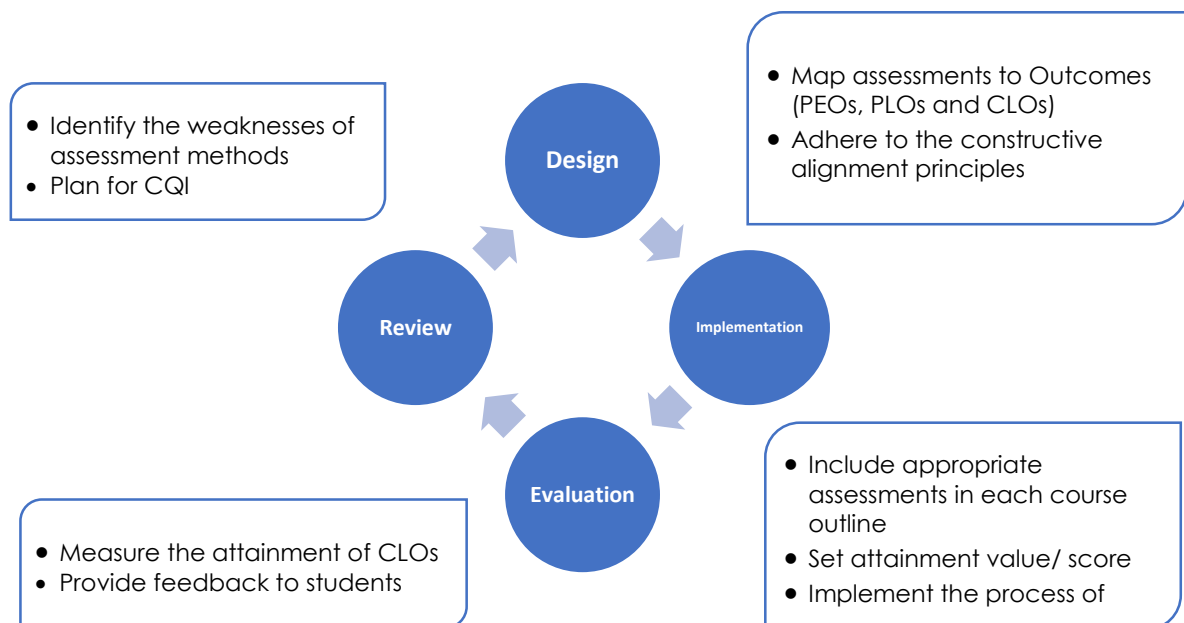 • Identify the weaknesses of
assessment methods
• Plan for CQI
Design
• Map assessments to Outcomes
(PEOs, PLOs and CLOs)
• Adhere to the constructive
alignment principles
Review
Implementation
Evaluation
• Measure the attainment of CLOs
• Provide feedback to students
• Include appropriate
assessments in each course
outline
• Set attainment value/ score
• Implement the process of